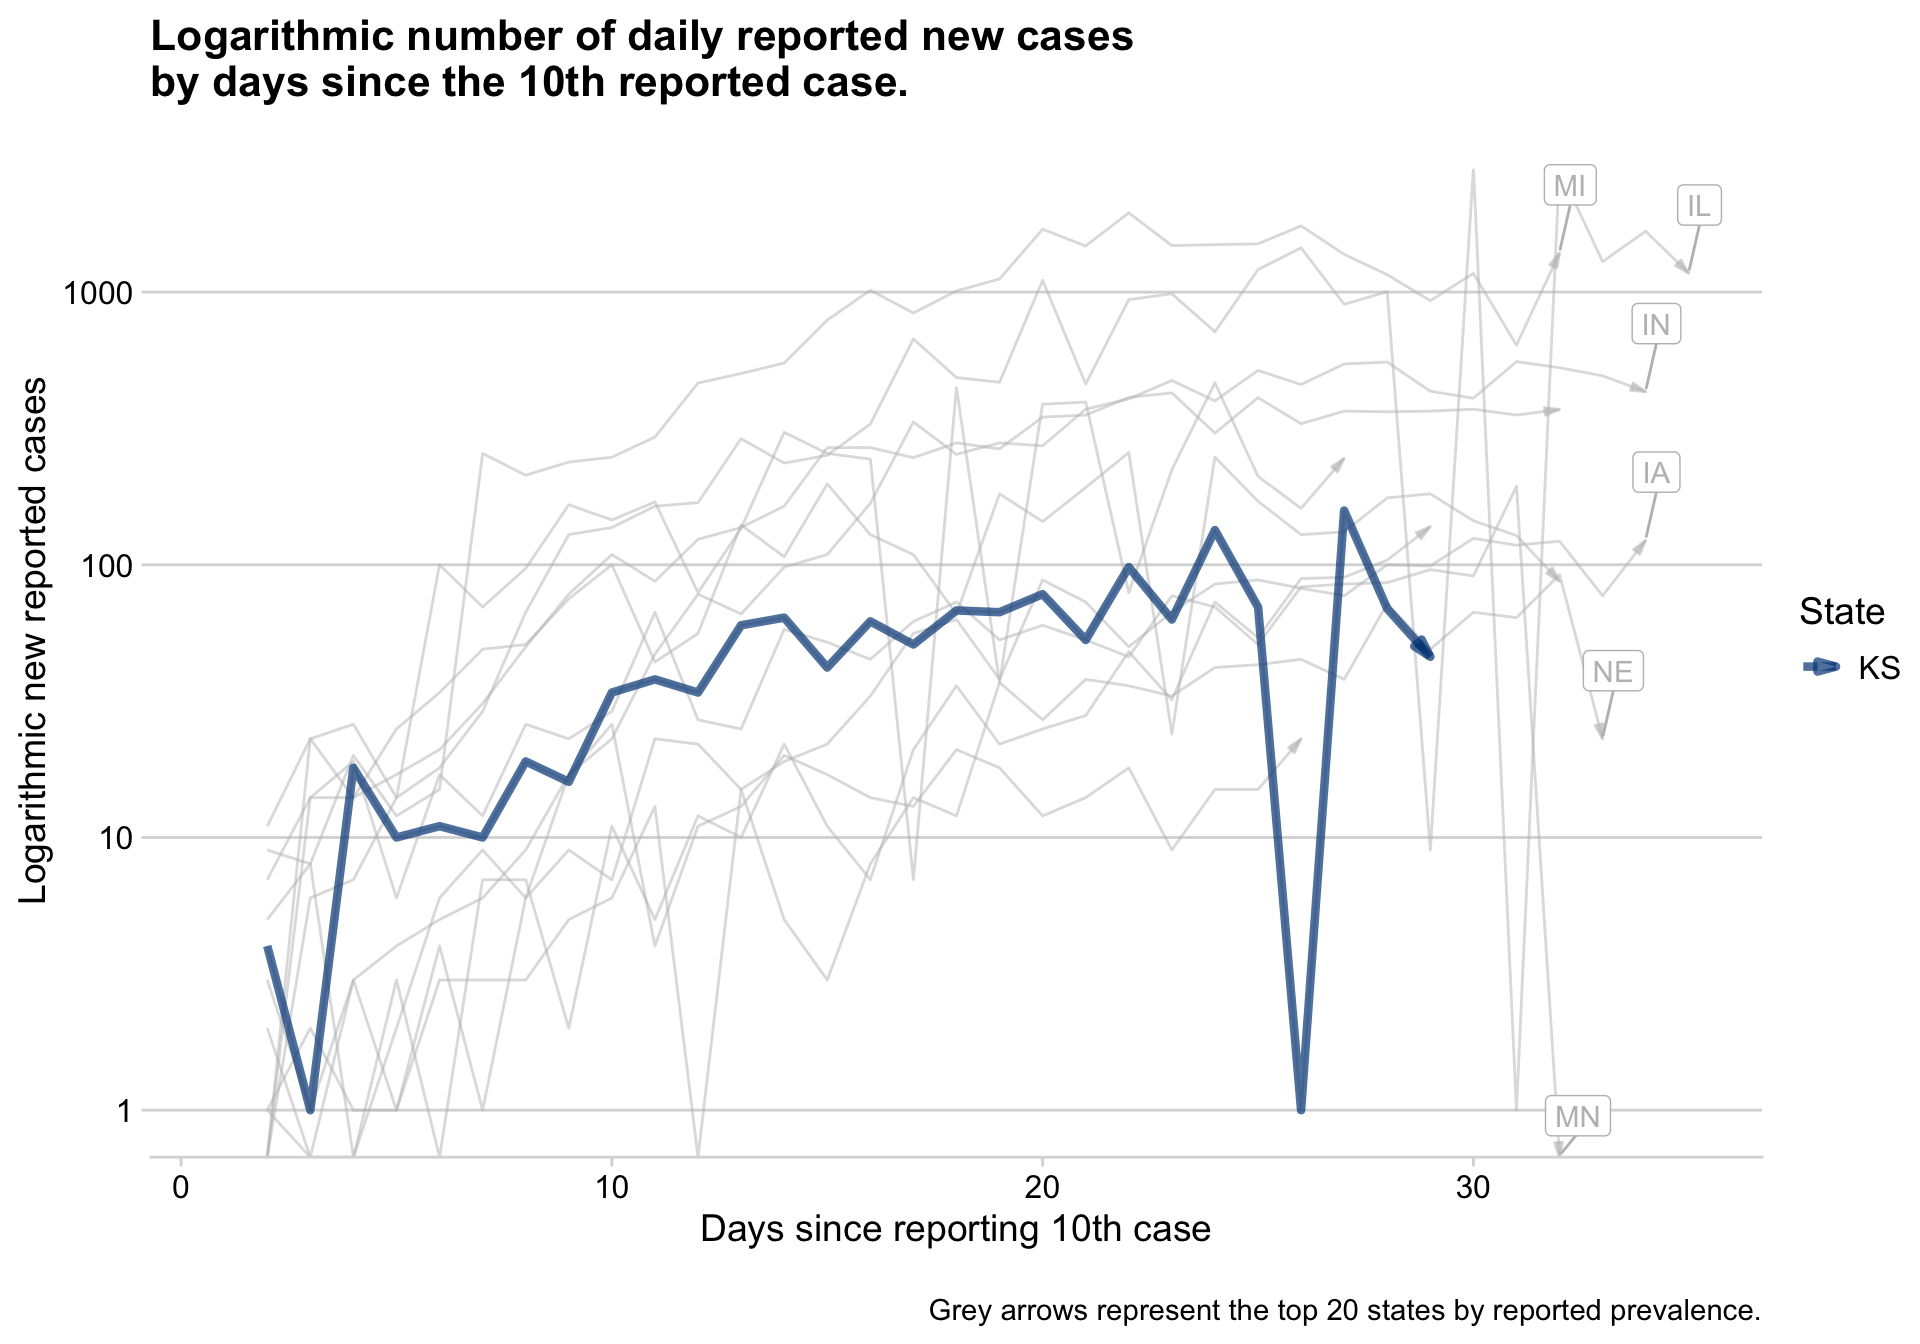 Logarithmic number of daily reported new cases
by days since the 10th reported case.
Logarithmic new reported cases
1000
100
10
1
MI
IL
IN
IA
NE
MN
State
KS
0
10
20
30
Days since reporting 10th case
Grey arrows represent the top 20 states by reported prevalence.